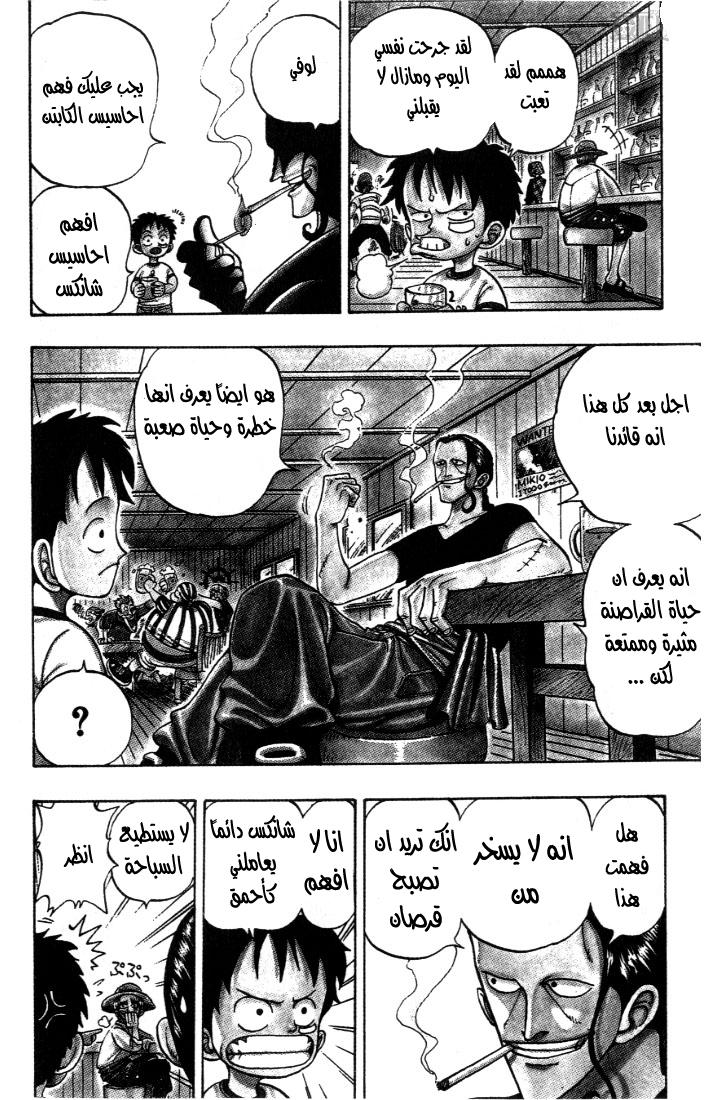 هممم لقد
تعبت
لقد جرحت نفسي
اليوم ومازال لا
يقبلني
لوفي
يجب عليك فهم
احاسيس الكابتن
افهم
احاسيس
شانكس
اجل بعد كل هذا
انه قائدنا
انه يعرف ان
حياة القراصنة
مثيرة وممتعة
لكن ...
هو ايضاً يعرف انها
خطرة وحياة صعبة
?
WANTED
MIKIO
هل
فهمت
هذا
انه لا يسخر
من
انك تريد ان
تصبح
قرصان
انا لا
افهم
شانكس دائماً
يعاملني
كأحمق
لا يستطيع
السباحة
انظر